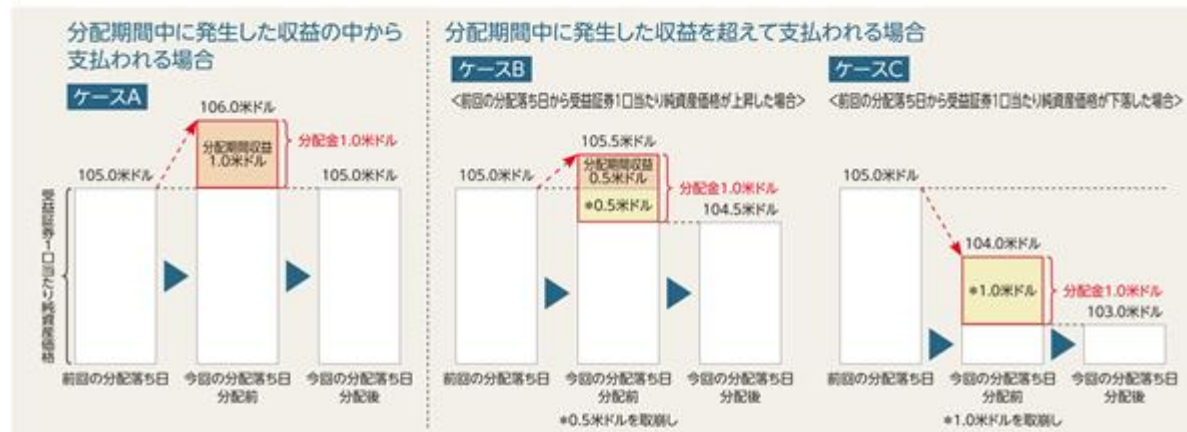 分配期間中に発生した収益の中から
支払われる場合
ケースA
106.0米ドル
分配期間収益
1.0米ドル
分配金1.0米ドル
105.0米ドル
105.0米ドル
受益証券1口当たり純資産価格
前回の分配落ち日
今回の分配落ち日
分配前
今回の分配落ち日
分配後
分配期間中に発生した収益を超えて支払われる場合
ケースB
<前回の分配落ち日から受益証券1口当たり純資産価格が上昇した場合>
105.5米ドル
105.0米ドル
分配期間収益
0.5米ドル
*0.5米ドル
分配金1.0米ドル
104.5米ドル
前回の分配落ち日
今回の分配落ち日
分配前
今回の分配落ち日
分配後
*0.5米ドルを取崩し
ケースC
<前回の分配落ち日から受益証券1口当たり純資産価格が下落した場合>
105.0米ドル
104.0米ドル
*1.0米ドル
分配金1.0米ドル
103.0米ドル
前回の分配落ち日
今回の分配落ち日
分配前
今回の分配落ち日
分配後
*1.0米ドルを取崩し